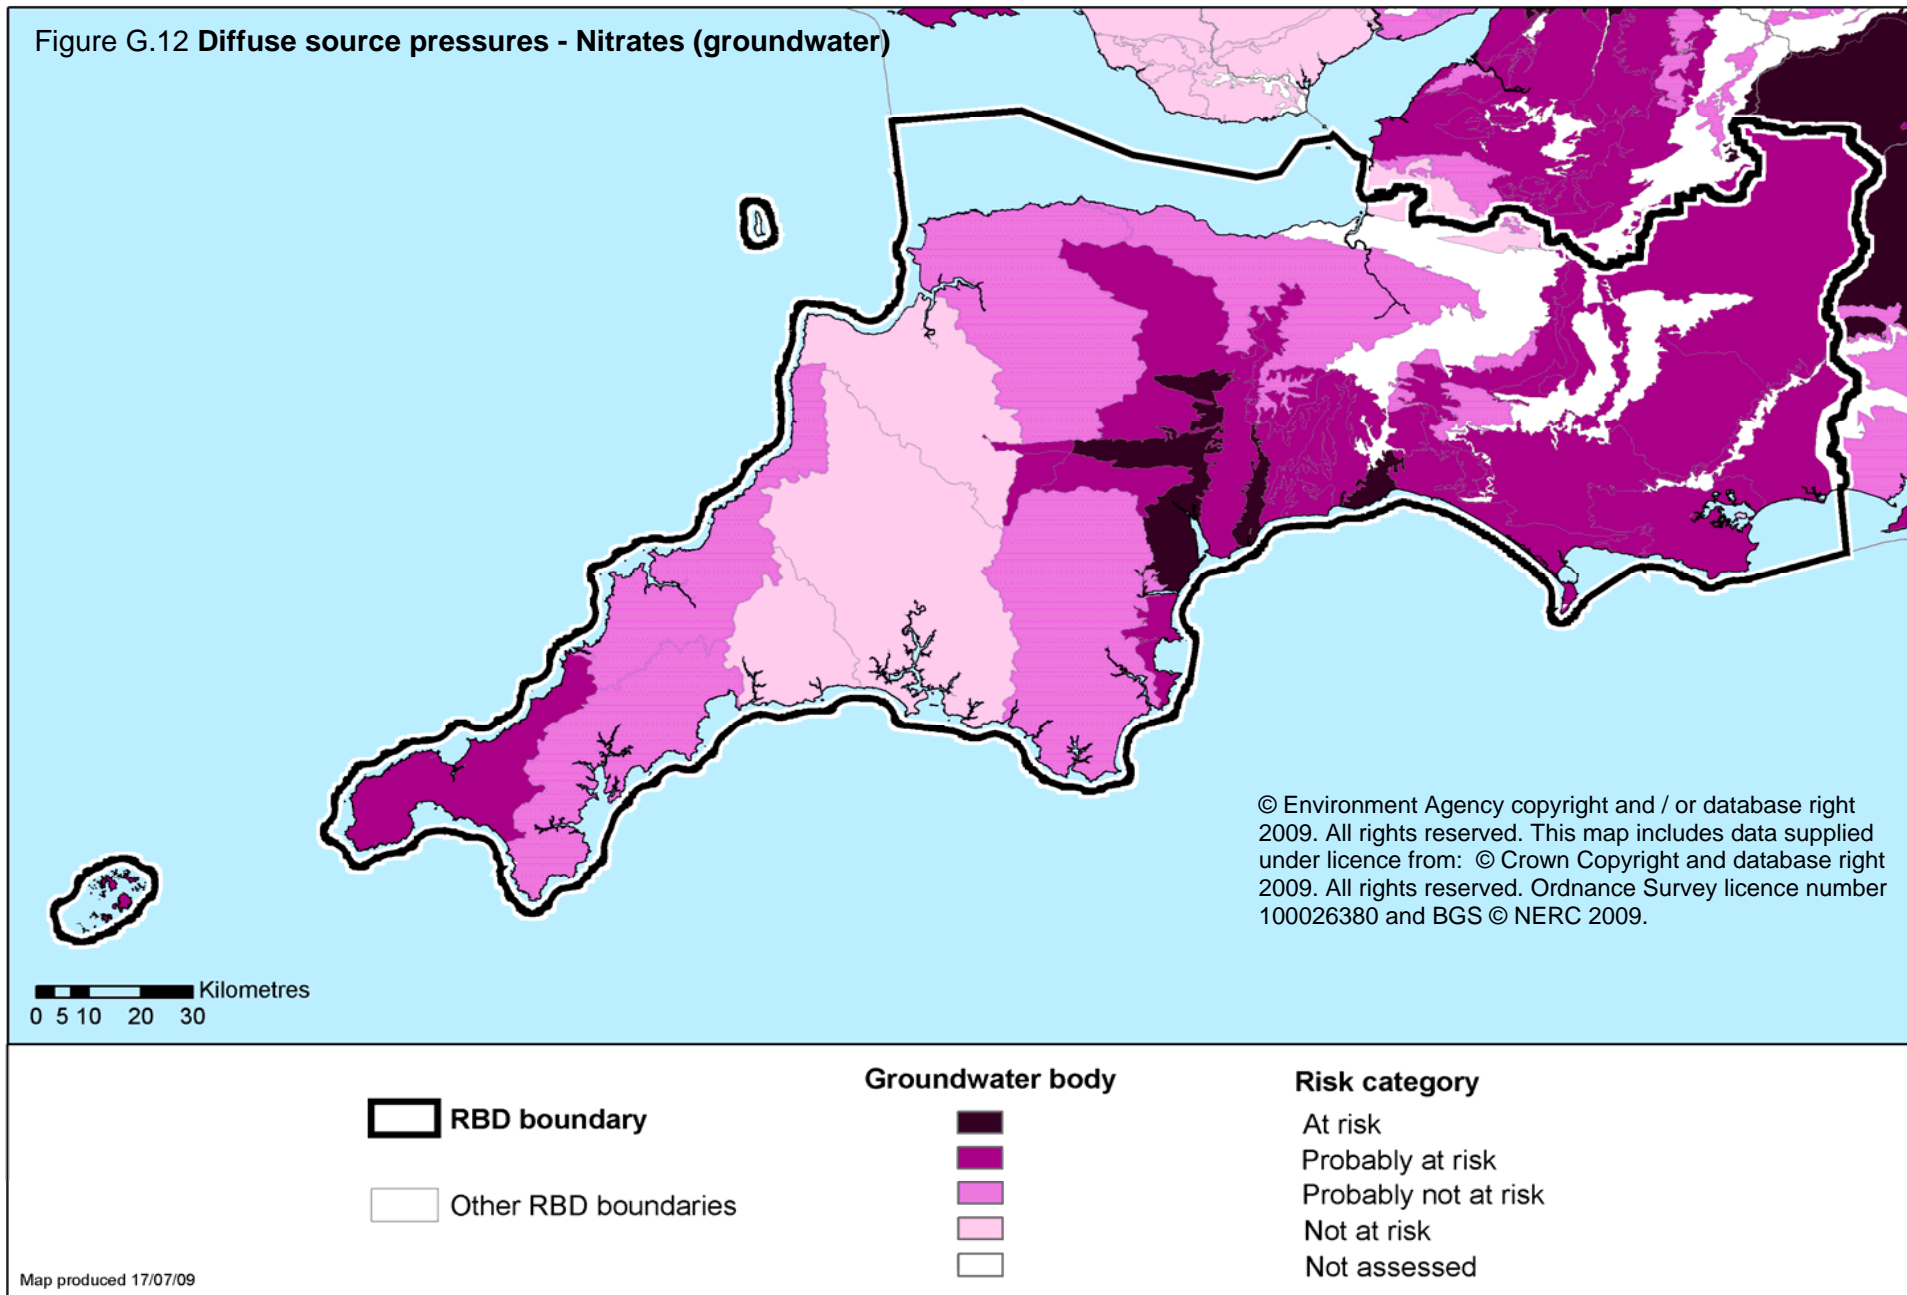 Figure G.12 Diffuse source pressures - Nitrates (groundwater)
© Environment Agency copyright and / or database right
2009. All rights reserved. This map includes data supplied
under licence from: © Crown Copyright and database right
2009. All rights reserved. Ordnance Survey licence number
100026380 and BGS © NERC 2009.
Kilometres
0 5 10 20 30
RBD boundary
Other RBD boundaries
Groundwater body
Risk category
At risk
Probably at risk
Probably not at risk
Not at risk
Not assessed
Map produced 17/07/09